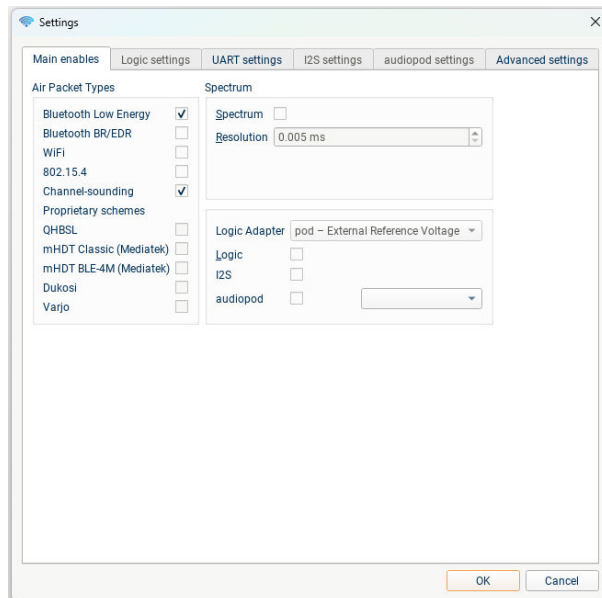 Settings
Main enables
Logic settings
UART settings
I2S settings
audiopod settings
Advanced settings
Air Packet Types
Bluetooth Low Energy
Bluetooth BR/EDR
WiFi
802.15.4
Channel-sounding
Proprietary schemes
QHBSL
mHDT Classic (Mediatek)
mHDT BLE-4M (Mediatek)
Dukosi
Varjo
Spectrum
Spectrum
Resolution 0.005 ms
Logic Adapter pod – External Reference Voltage
Logic
I2S
audiopod
OK
Cancel